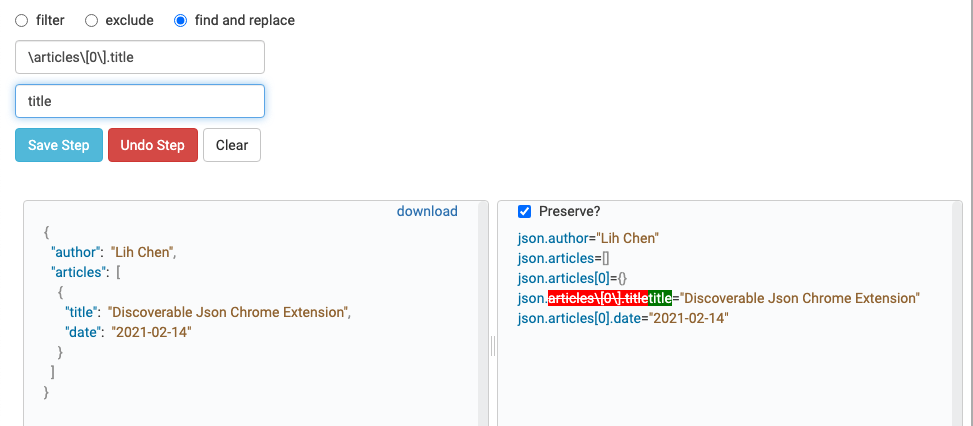 filter exclude find and replace
\articles\[0\].title
title
Save Step Undo Step Clear
download
{
"author": "Lih Chen",
"articles": [
{
"title": "Discoverable Json Chrome Extension",
"date": "2021-02-14"
}
]
}
Preserve?
json.author="Lih Chen"
json.articles=[]
json.articles[0]={}
json.articles\[0\].titletitle="Discoverable Json Chrome Extension"
json.articles[0].date="2021-02-14"